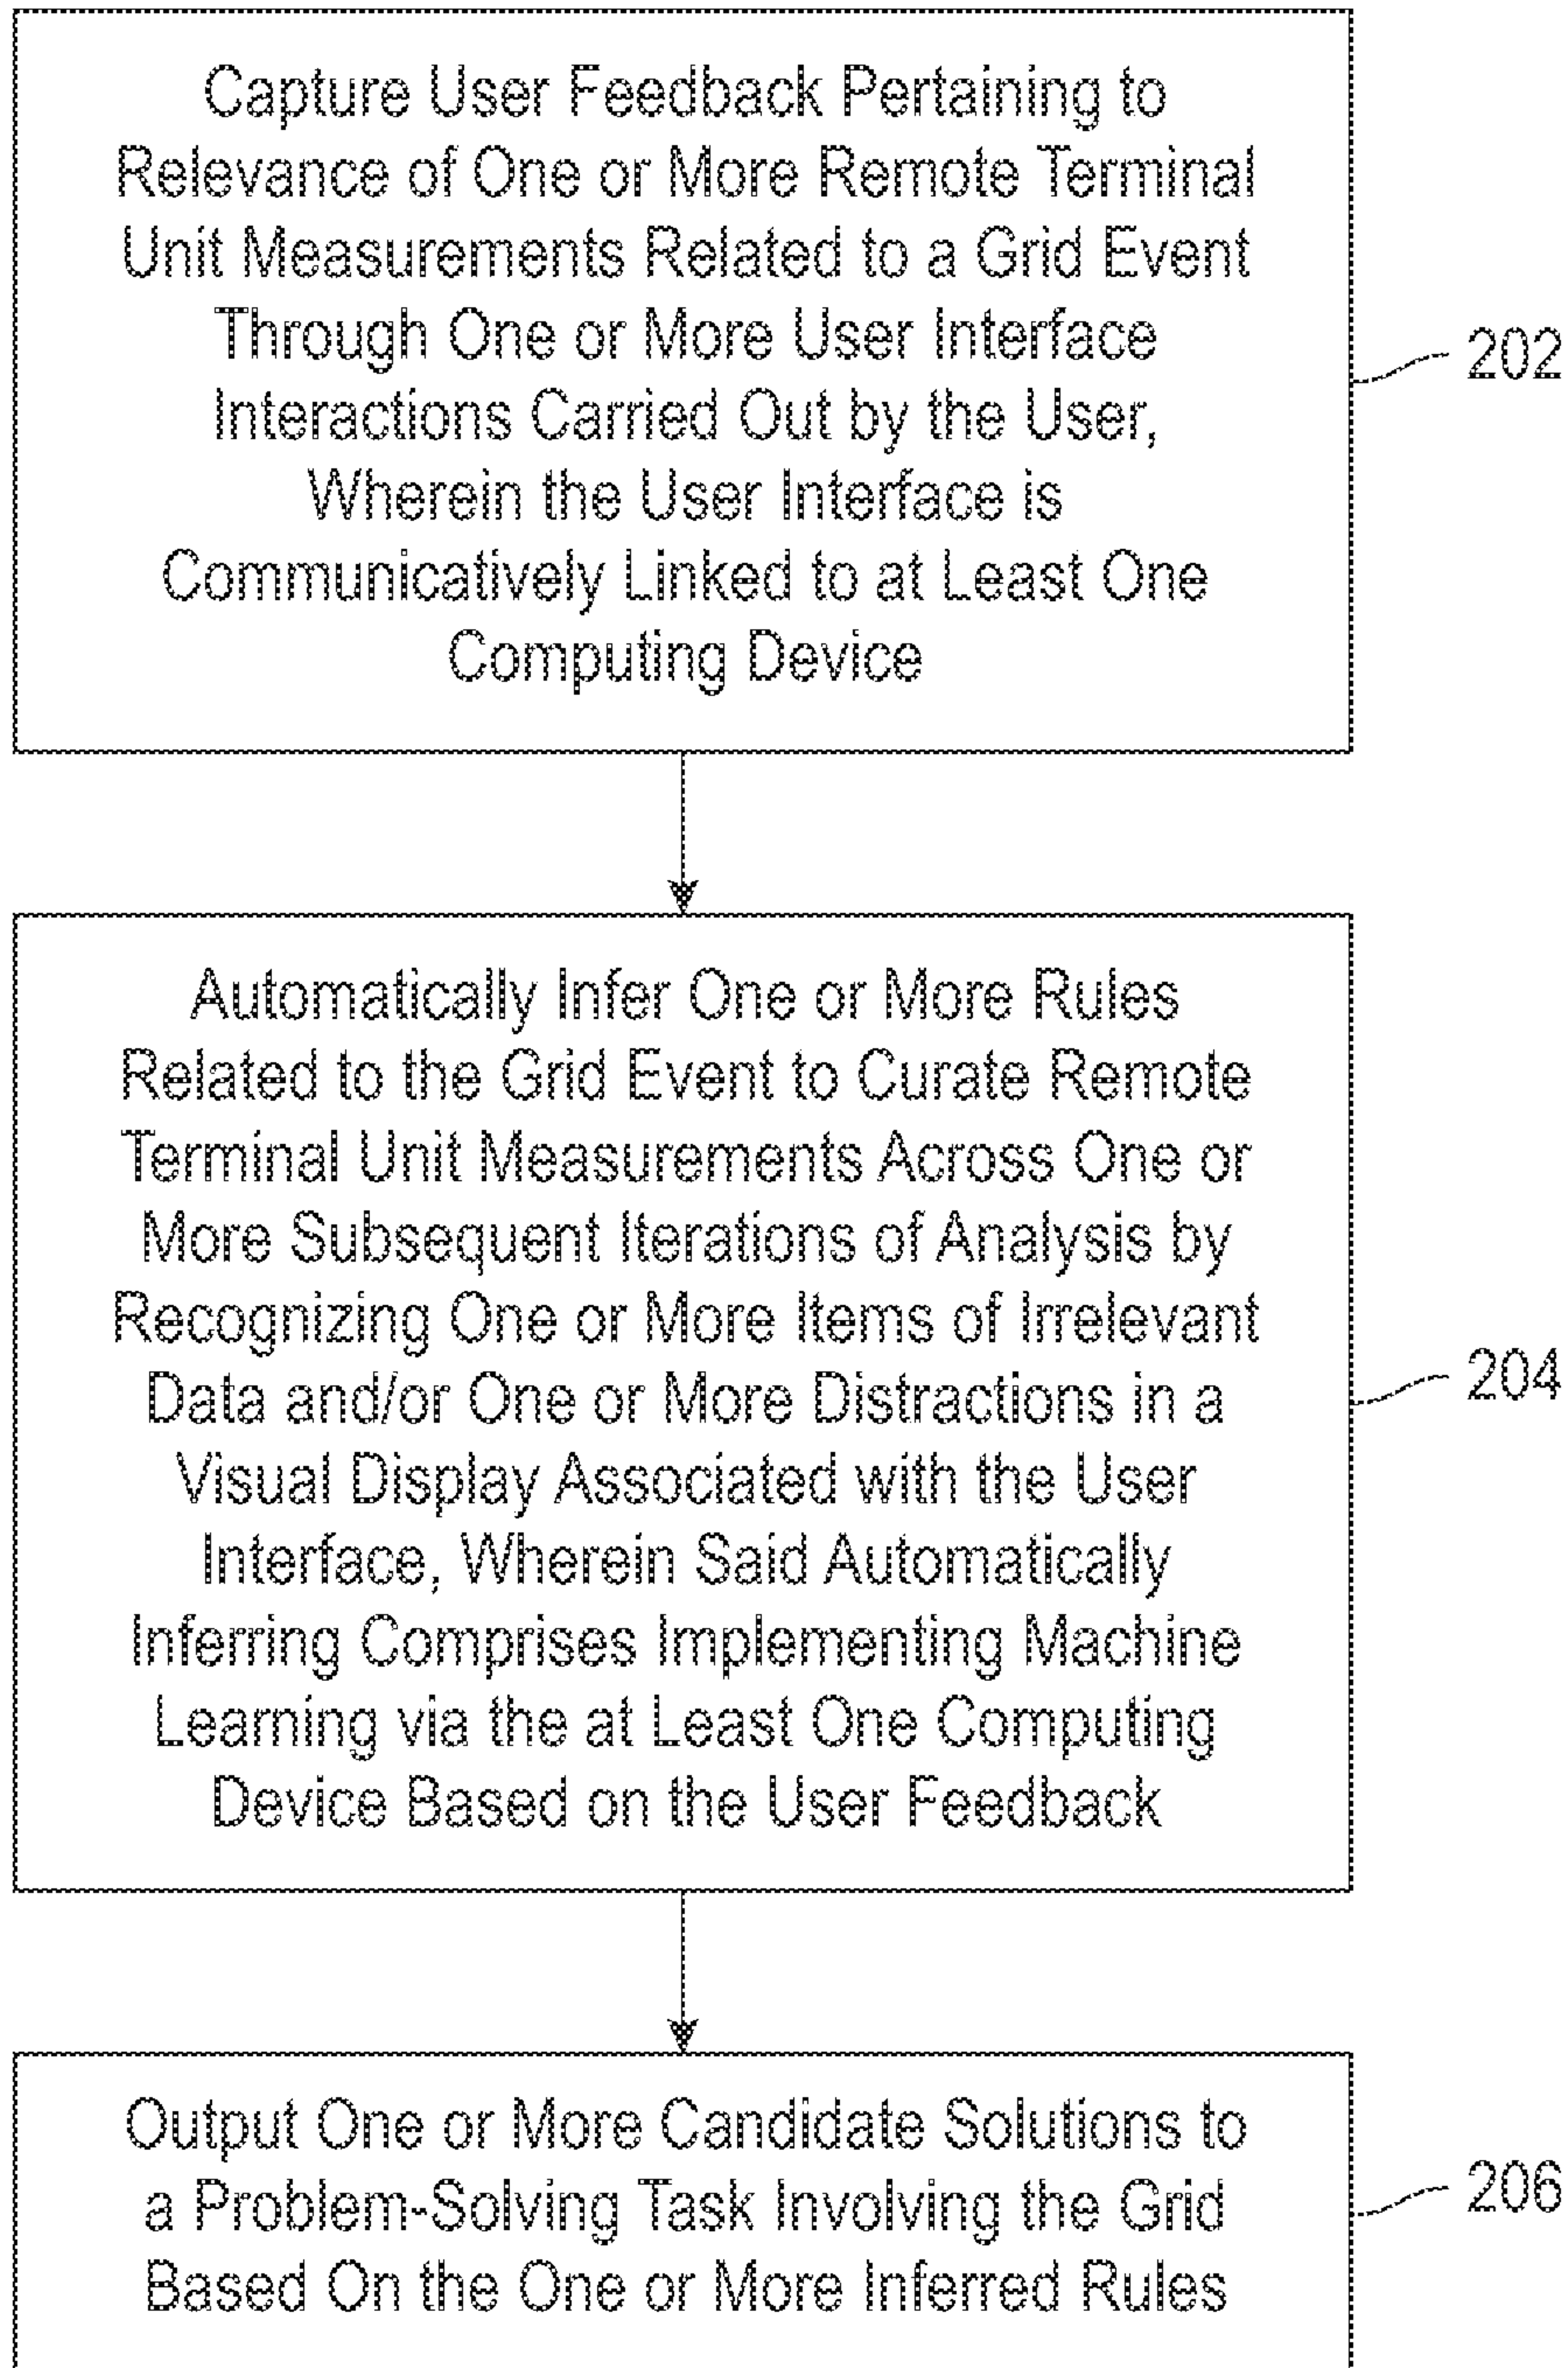 Capture User Feedback Pertaining to
Relevance of One or More Remote Terminal
Unit Measurements Related to a Grid Event
Through One or More User Interface
Interactions Carried Out by the User,
Wherein the User Interface is
Communicatively Linked to at Least One
Computing Device
202
Automatically Infer One or More Rules
Related to the Grid Event to Curate Remote
Terminal Unit Measurements Across One or
More Subsequent Iterations of Analysis by
Recognizing One or More Items of Irrelevant
Data and/or One or More Distractions in a
Visual Display Associated with the User
Interface, Wherein Said Automatically
Inferring Comprises Implementing Machine
Learning via the at Least One Computing
Device Based on the User Feedback
204
Output One or More Candidate Solutions to
a Problem-Solving Task Involving the Grid
Based On the One or More Inferred Rules
206